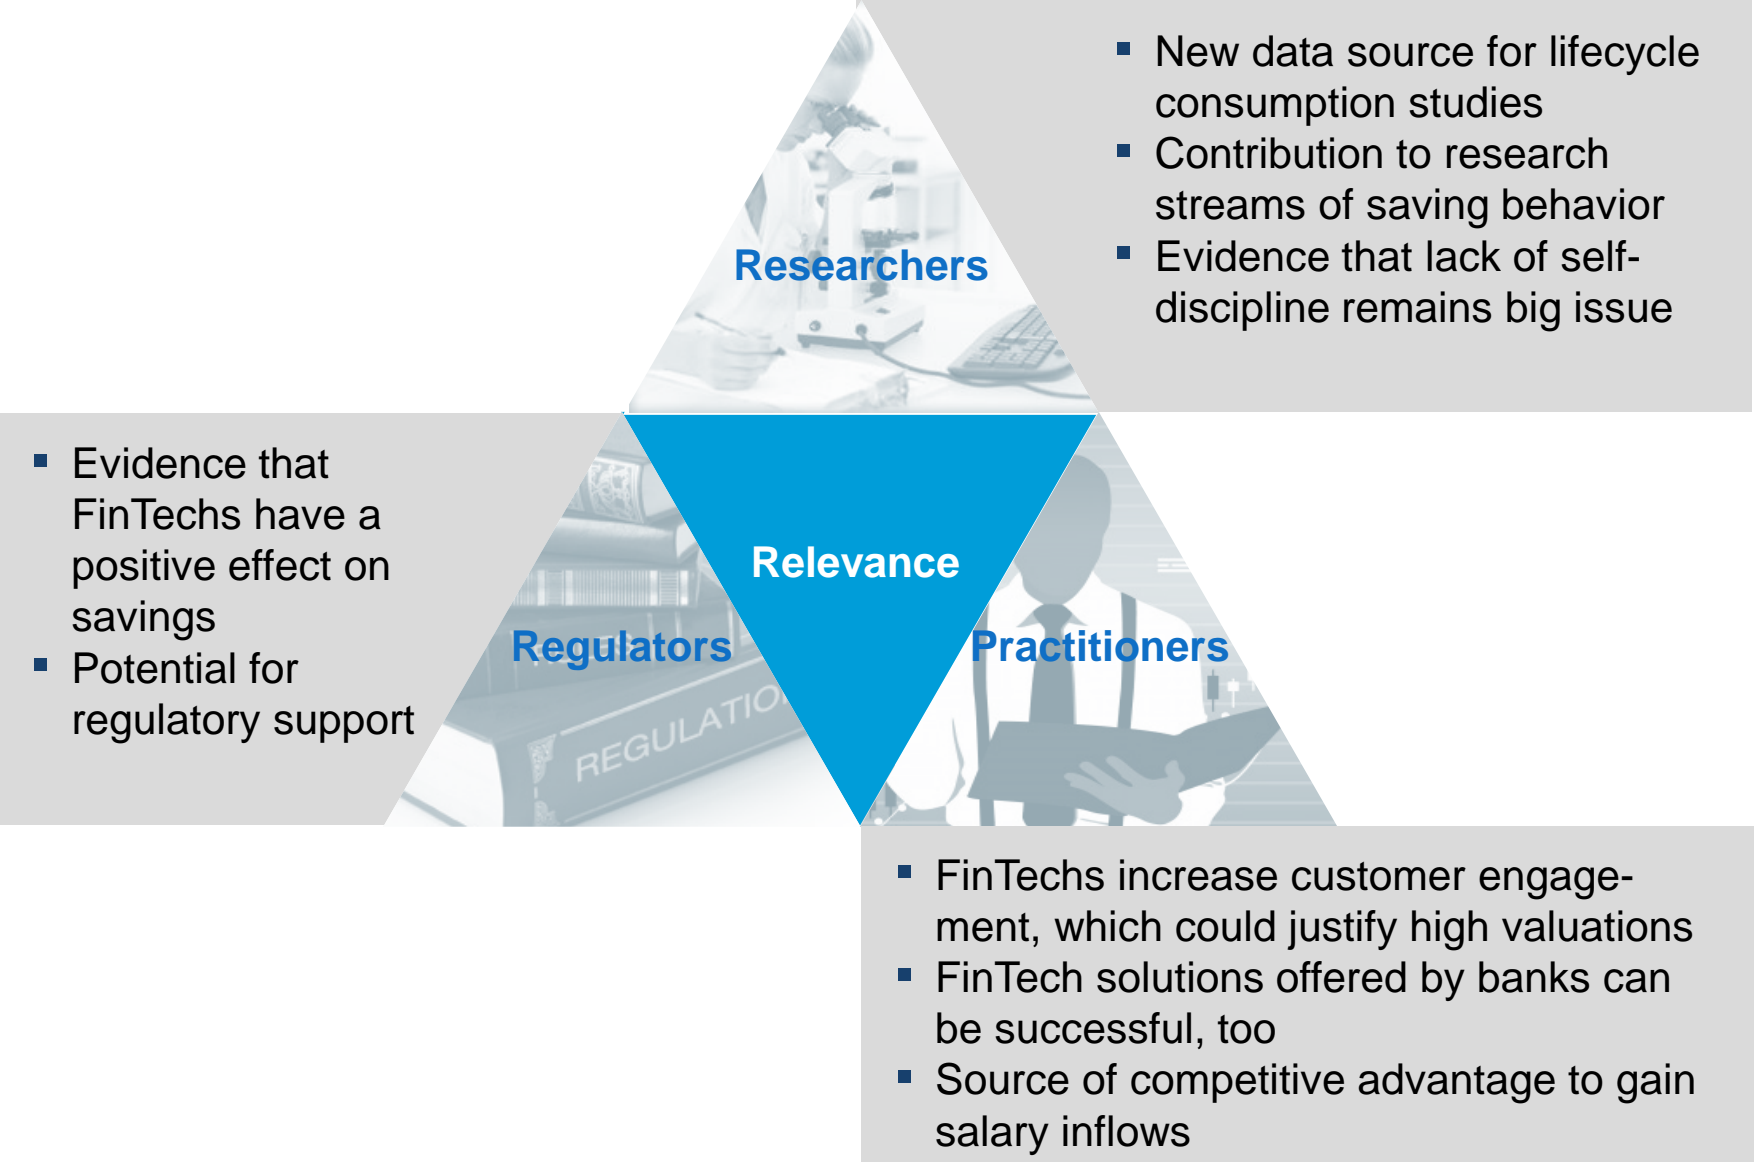 New data source for lifecycle
consumption studies
Contribution to research
streams of saving behavior
Evidence that lack of self-
discipline remains big issue
Researchers
Evidence that
FinTechs have a
positive effect on
savings
Potential for
regulatory support
Relevance
Regulators
Practitioners
RULES
REGULATIO
FinTechs increase customer engage-
ment, which could justify high valuations
FinTech solutions offered by banks can
be successful, too
Source of competitive advantage to gain
salary inflows